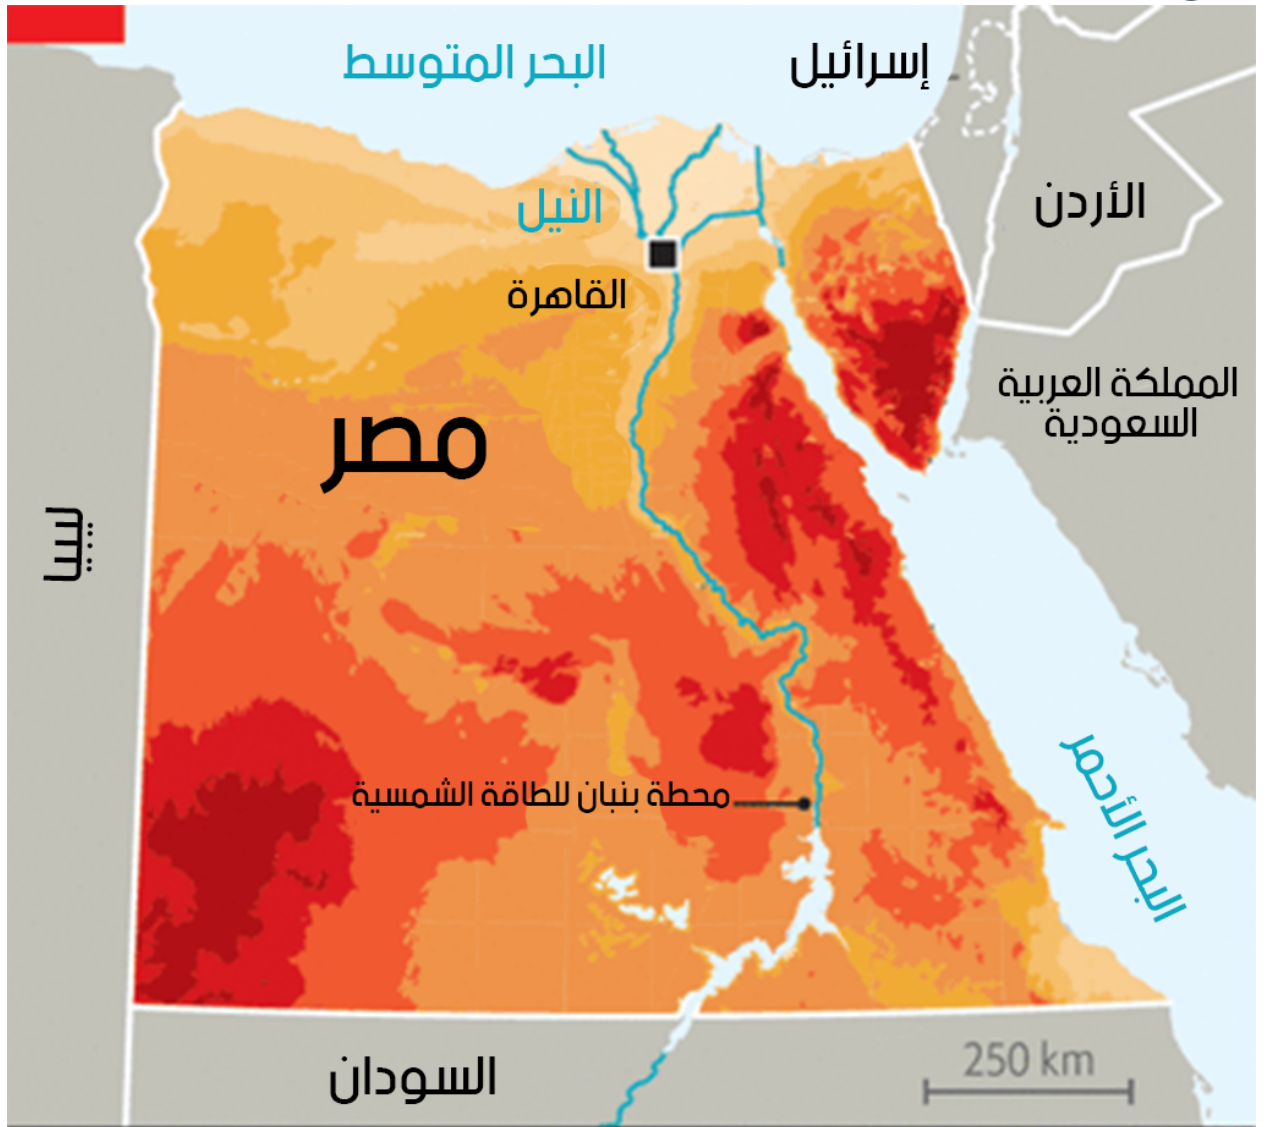 البحر المتوسط
إسرائيل
النيل
الأردن
القاهرة
المملكة العربية
السعودية
مصر
ليبيا
محطة بنبان للطاقة الشمسية
البحر الأحمر
السودان
250 km